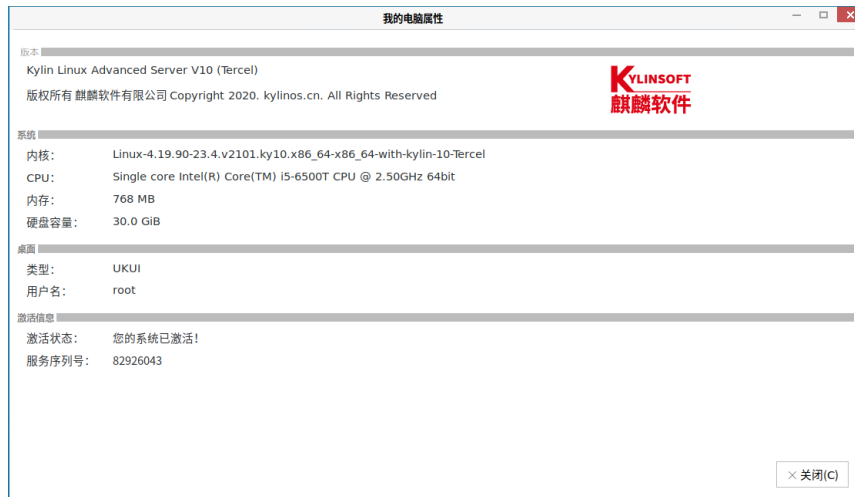 我的电脑属性
版本
Kylin Linux Advanced Server V10 (Tercel)
版权所有 麒麟软件有限公司 Copyright 2020. kylinos.cn. All Rights Reserved
KYLINSOFT
麒麟软件
系统
内核： Linux-4.19.90-23.4.v2101.ky10.x86_64-x86_64-with-kylin-10-Tercel
CPU： Single core Intel(R) Core(TM) i5-6500T CPU @ 2.50GHz 64bit
内存： 768 MB
硬盘容量： 30.0 GiB
桌面
类型： UKUI
用户名： root
激活信息
激活状态： 您的系统已激活！
服务序列号： 82926043
关闭(C)